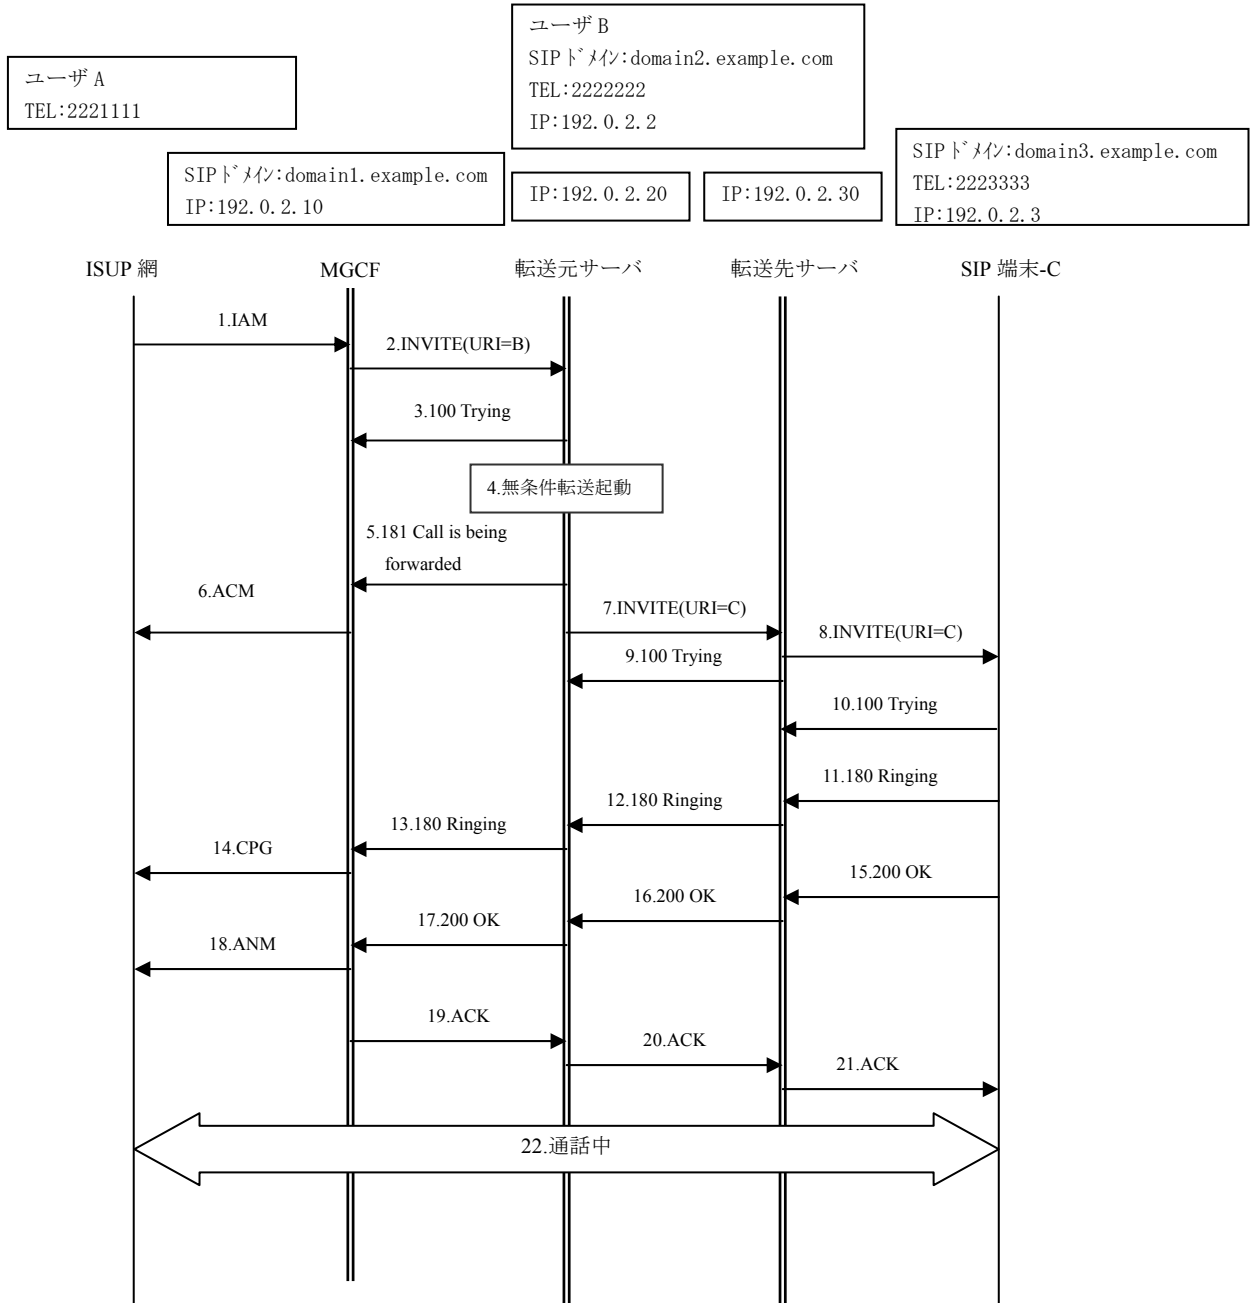 ユーザ B
SIPﾄﾞﾒｲﾝ:domain2.example.com
TEL:2222222
IP:192.0.2.2
ユーザ A
TEL:2221111
SIPﾄﾞﾒｲﾝ:domain3.example.com
TEL:2223333
IP:192.0.2.3
SIPﾄﾞﾒｲﾝ:domain1.example.com
IP:192.0.2.10
IP:192.0.2.20
IP:192.0.2.30
ISUP 網
MGCF
転送元サーバ
転送先サーバ
SIP 端末-C
1.IAM
2.INVITE(URI=B)
3.100 Trying
4.無条件転送起動
5.181 Call is being
forwarded
6.ACM
7.INVITE(URI=C)
8.INVITE(URI=C)
9.100 Trying
10.100 Trying
11.180 Ringing
12.180 Ringing
13.180 Ringing
14.CPG
15.200 OK
16.200 OK
17.200 OK
18.ANM
19.ACK
20.ACK
21.ACK
22.通話中